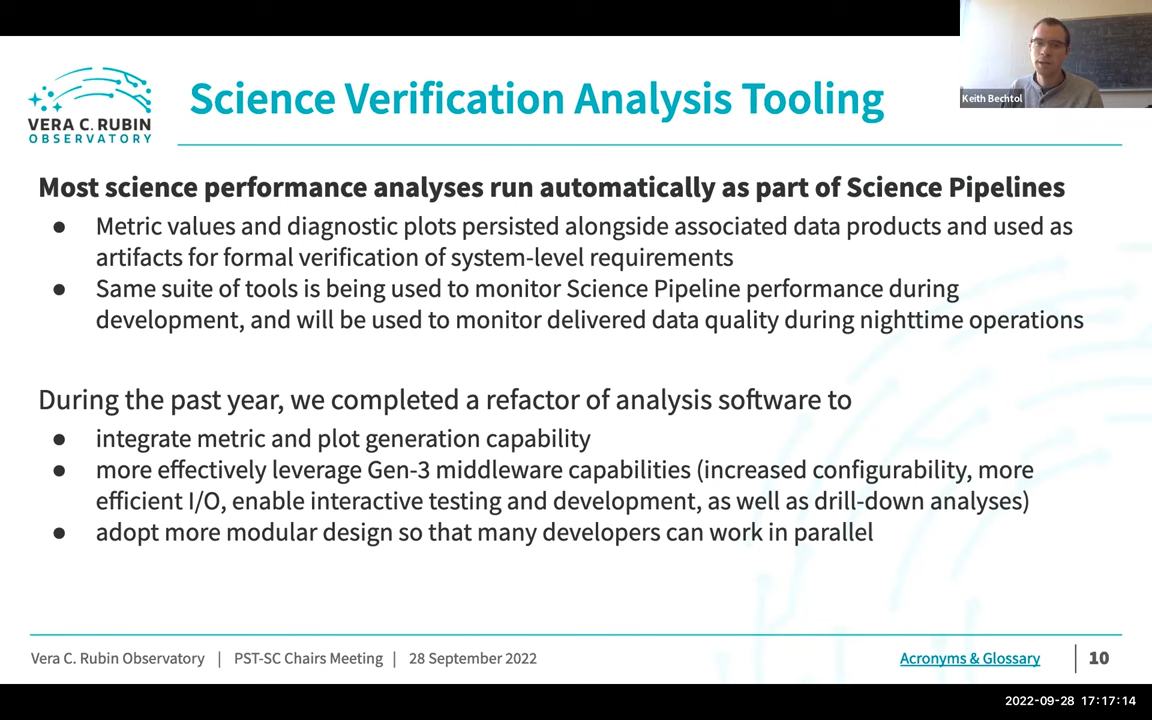 Keith Bechtol
VERA C. RUBIN
OBSERVATORY
Science Verification Analysis Tooling
Most science performance analyses run automatically as part of Science Pipelines
● Metric values and diagnostic plots persisted alongside associated data products and used as
artifacts for formal verification of system-level requirements
● Same suite of tools is being used to monitor Science Pipeline performance during
development, and will be used to monitor delivered data quality during nighttime operations
During the past year, we completed a refactor of analysis software to
● integrate metric and plot generation capability
● more effectively leverage Gen-3 middleware capabilities (increased configurability, more
efficient I/O, enable interactive testing and development, as well as drill-down analyses)
● adopt more modular design so that many developers can work in parallel
Vera C. Rubin Observatory | PST-SC Chairs Meeting | 28 September 2022
Acronyms & Glossary | 10
2022-09-28 17:17:14